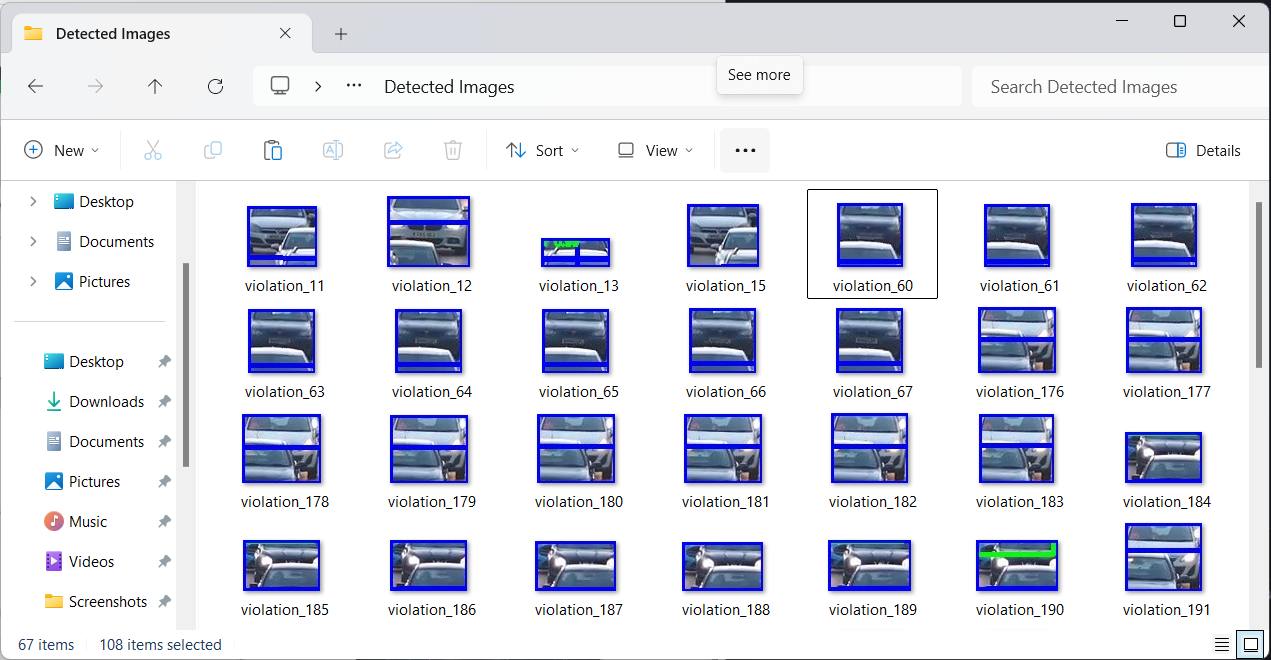 Detected Images
See more
Detected Images
Search Detected Images
New
Sort
View
Details
Desktop
Documents
Pictures
Desktop
Downloads
Documents
Pictures
Music
Videos
Screenshots
violation_11 violation_12 violation_13 violation_15 violation_60 violation_61 violation_62
violation_63 violation_64 violation_65 violation_66 violation_67 violation_176 violation_177
violation_178 violation_179 violation_180 violation_181 violation_182 violation_183 violation_184
violation_185 violation_186 violation_187 violation_188 violation_189 violation_190 violation_191
67 items 108 items selected